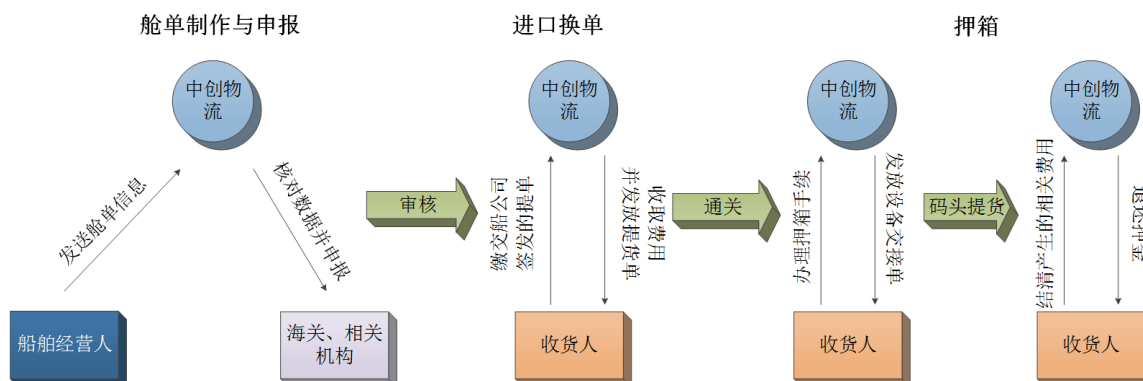 舱单制作与申报
进口换单
押箱
中创物
流
中创物
流
中创物
流
中创物
流
发送舱单信息
核对数据并申报
审核
缴交船公司
签发的提单
收取费用
并发放提货单
通关
办理押箱手续
发放设备交接单
码头提货
结清产生的相关费用
船舶经营人
海关、相关
机构
收货人
收货人
收货人